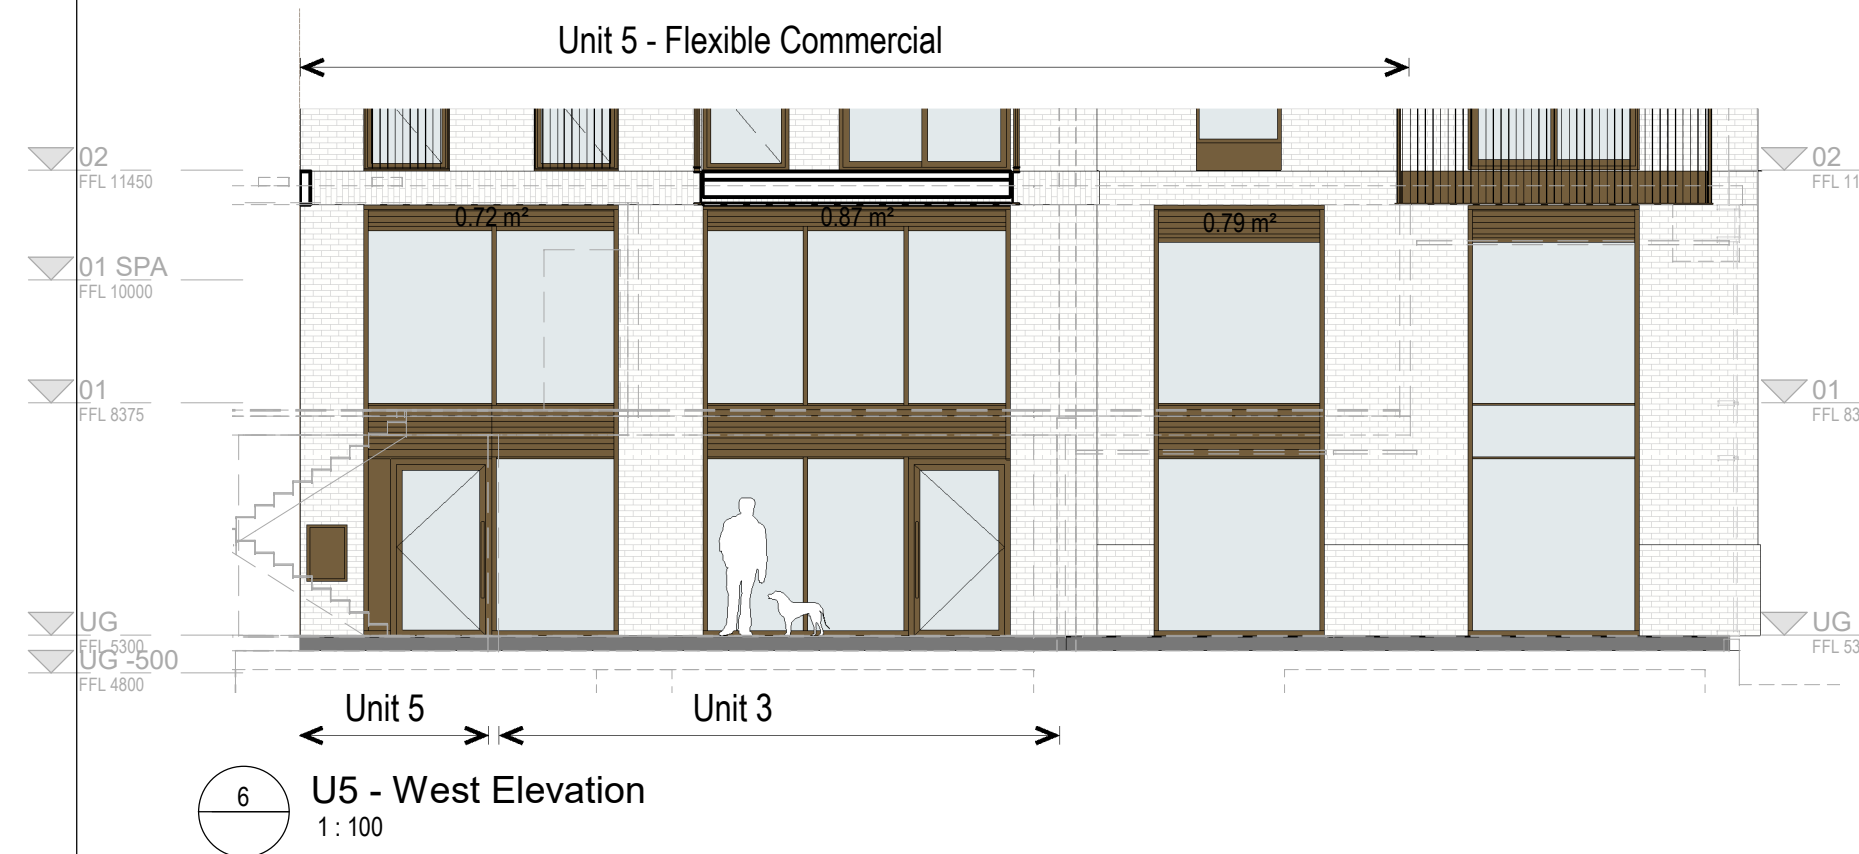 Unit 5 - Flexible Commercial
02
FFL 11450
02
FFL 11
0.72 m²
0.87 m²
0.79 m²
01 SPA
FFL 10000
01
FFL 8375
01
FFL 83
UG
FFL 5300
UG
FFL 53
UG -500
FFL 4800
Unit 5
Unit 3
6
U5 - West Elevation
1 : 100